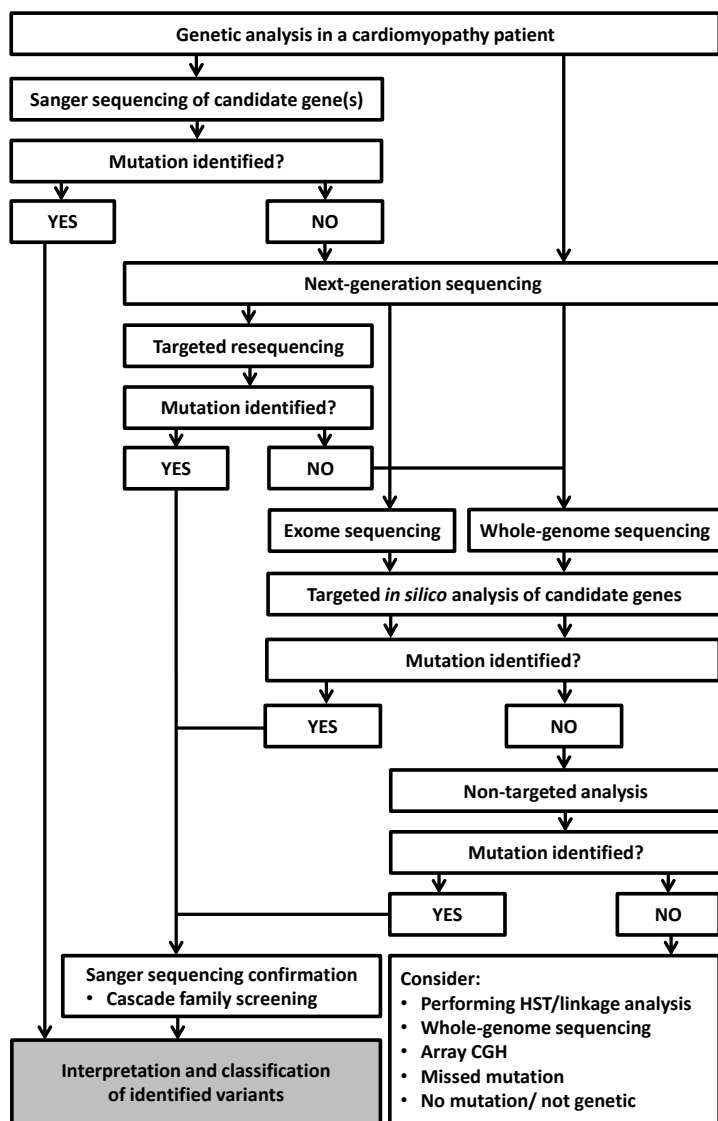 Genetic analysis in a cardiomyopathy patient
Sanger sequencing of candidate gene(s)
Mutation identified?
YES
NO
Next-generation sequencing
Targeted resequencing
Mutation identified?
YES
NO
Exome sequencing
Whole-genome sequencing
Targeted in silico analysis of candidate genes
Mutation identified?
YES
NO
Non-targeted analysis
Mutation identified?
YES
NO
Sanger sequencing confirmation
• Cascade family screening
Interpretation and classification
of identified variants
Consider:
• Performing HST/linkage analysis
• Whole-genome sequencing
• Array CGH
• Missed mutation
• No mutation/ not genetic